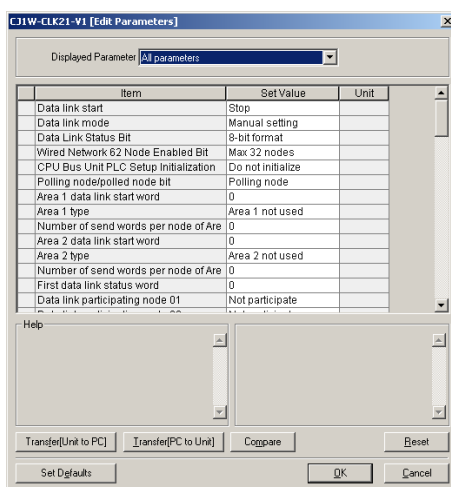 CJ1W-CLK21-V1 [Edit Parameters]
Displayed Parameter All parameters
Item Set Value Unit
Data link start Stop
Data link mode Manual setting
Data Link Status Bit 8-bit format
Wired Network 62 Node Enabled Bit Max 32 nodes
CPU Bus Unit PLC Setup Initialization Do not initialize
Polling node/polled node bit Polling node
Area 1 data link start word 0
Area 1 type Area 1 not used
Number of send words per node of Are 0
Area 2 data link start word 0
Area 2 type Area 2 not used
Number of send words per node of Are 0
First data link status word 0
Data link participating node 01 Not participate
Help
Transfer[Unit to PC] Transfer[PC to Unit] Compare Reset
Set Defaults OK Cancel